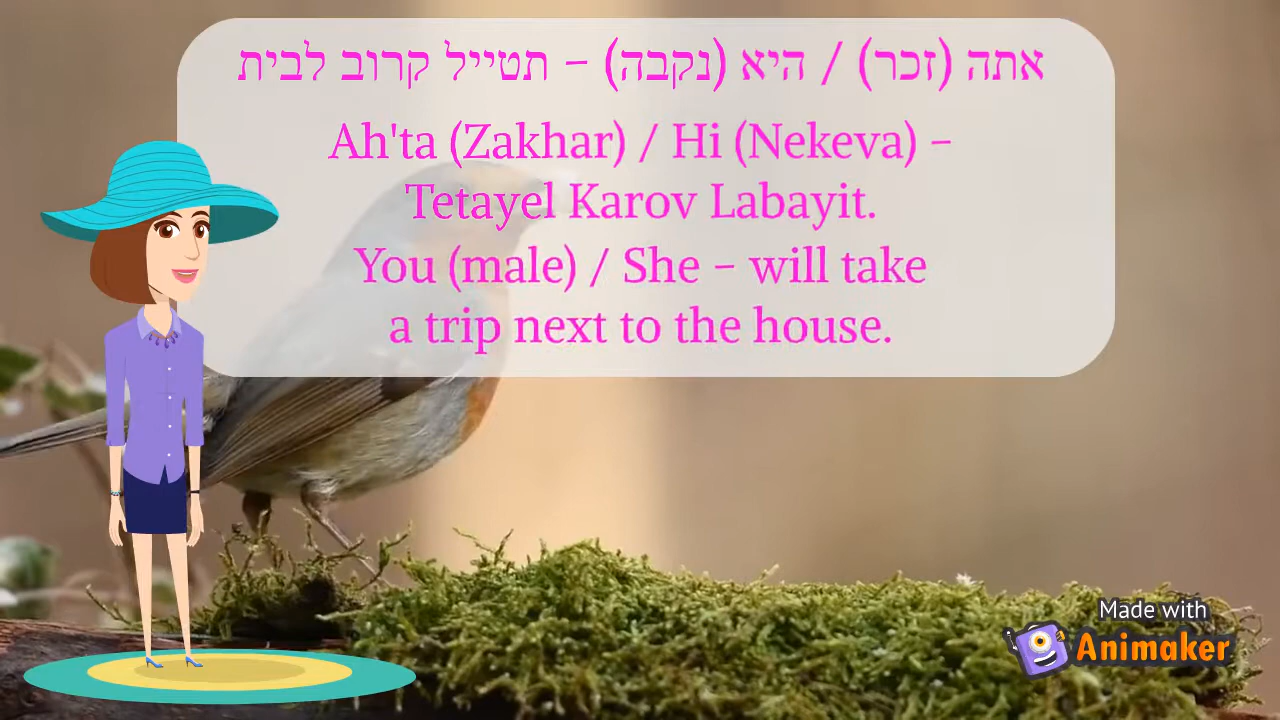 אתה (זכר) / היא (נקבה) – תטייל קרוב לבית
Ah'ta (Zakhar) / Hi (Nekeva) –
Tetayel Karov Labayit.
You (male) / She – will take
a trip next to the house.
Made with
Animaker